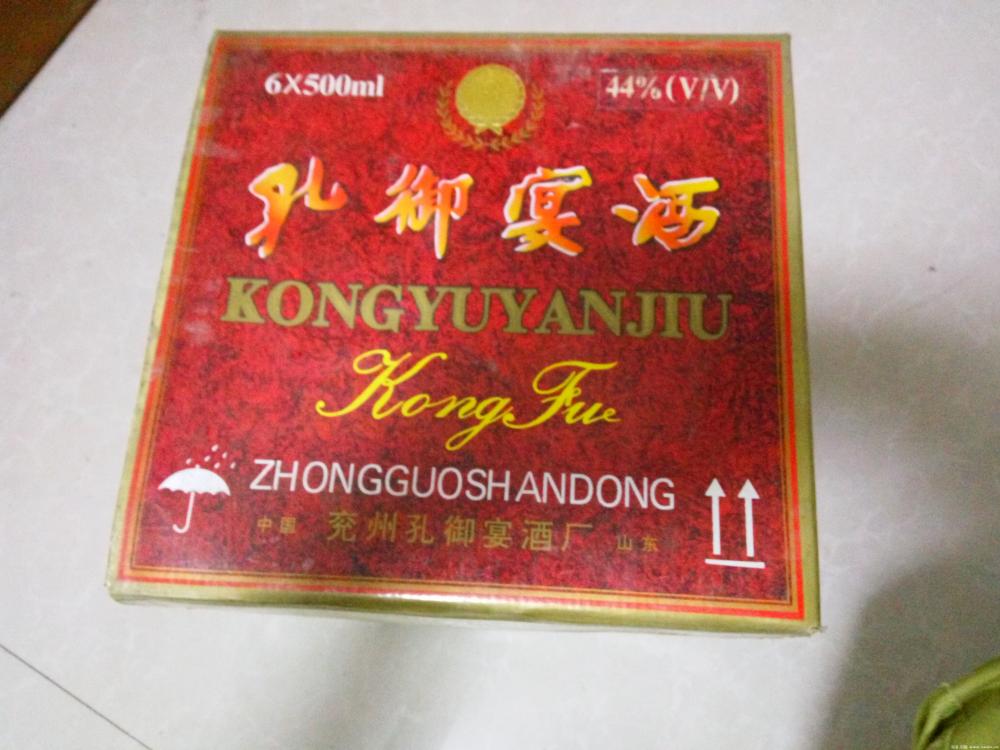 6X500ml 44%(V/V)
孔御宴酒
KONGYUYANJIU
Kong Fu
ZHONGGUOSHANDONG
中国 兖州孔御宴酒厂 山东